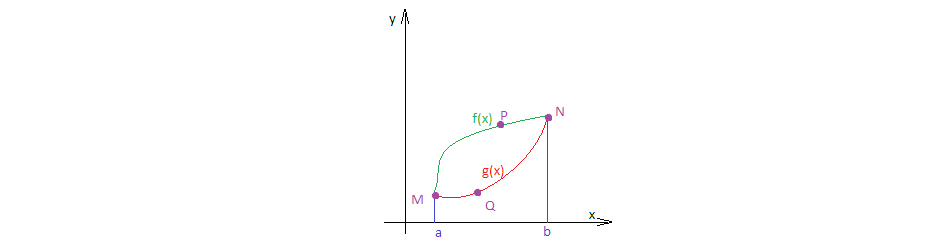 y
f(x) P N
g(x)
M Q
x
a b